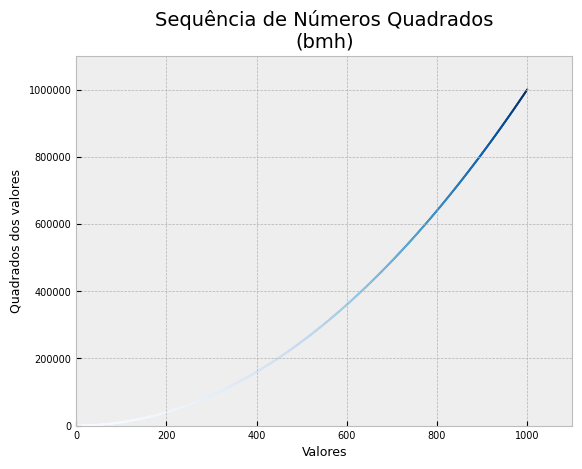 Sequência de Números Quadrados
(bmh)
Quadrados dos valores
1000000
800000
600000
400000
200000
0
0 200 400 600 800 1000
Valores